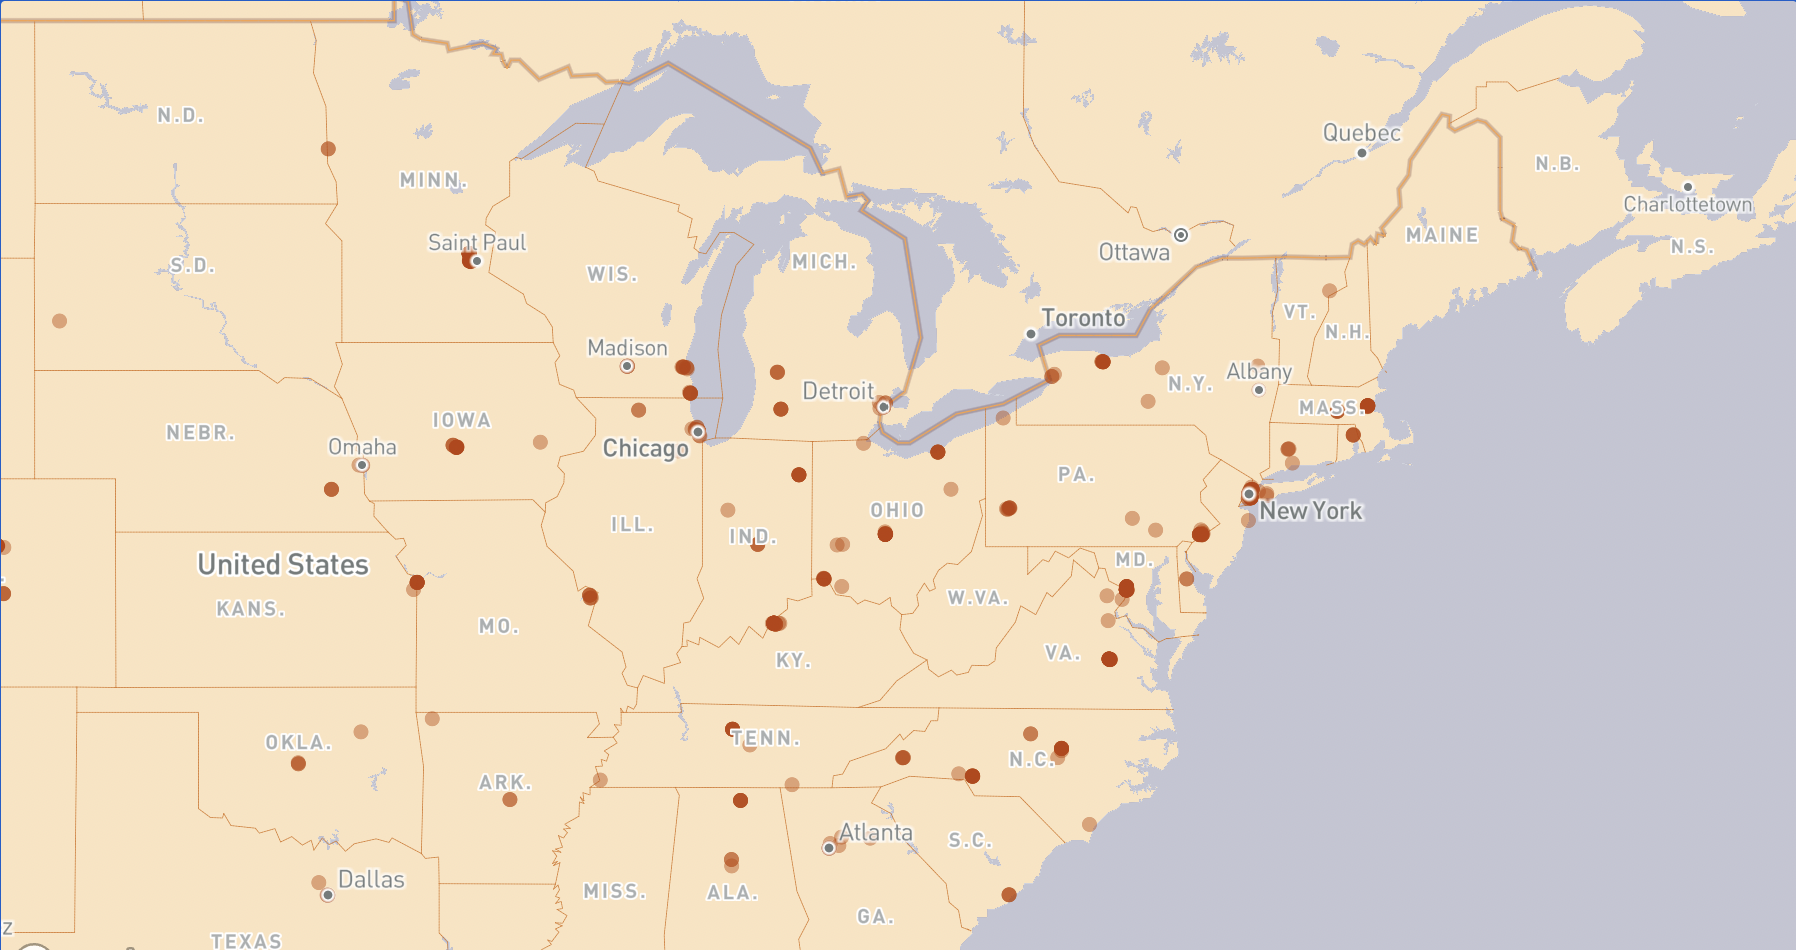 N.D.
Quebec
N.B.
MINN.
Charlottetown
MAINE
Saint Paul
Ottawa
N.S.
MICH.
S.D.
WIS.
VT.
Toronto
N.H.
Madison
Albany
Detroit
N.Y.
MASS.
IOWA
NEBR.
Omaha
Chicago
PA.
OHIO
New York
ILL.
IND.
United States
MD.
W.VA.
KANS.
MO.
VA.
KY.
OKLA.
TENN.
N.C.
ARK.
Atlanta
S.C.
Dallas
MISS.
ALA.
GA.
TEXAS